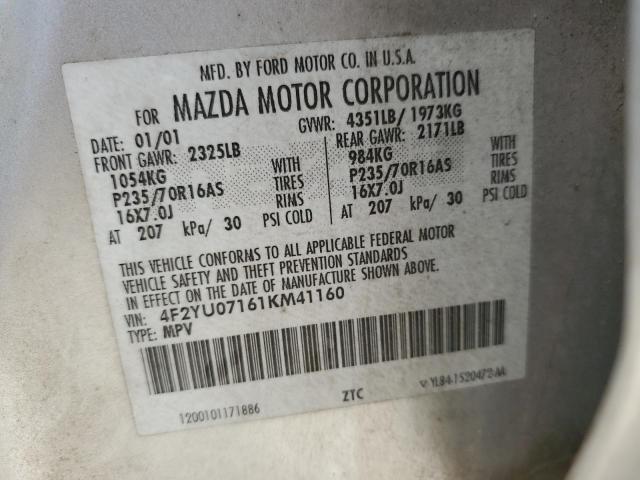 MFD. BY FORD MOTOR CO. IN U.S.A.
FOR MAZDA MOTOR CORPORATION
DATE: 01/01 GVWR: 4351LB/ 1973KG
FRONT GAWR: 2325LB REAR GAWR: 2171LB
1054KG WITH 984KG WITH
P235/70R16AS TIRES P235/70R16AS TIRES
16X7.0J RIMS 16X7.0J RIMS
AT 207 kPa/ 30 PSI COLD AT 207 kPa/ 30 PSI COLD
THIS VEHICLE CONFORMS TO ALL APPLICABLE FEDERAL MOTOR
VEHICLE SAFETY AND THEFT PREVENTION STANDARDS
IN EFFECT ON THE DATE OF MANUFACTURE SHOWN ABOVE.
VIN: 4F2YU07161KM41160
TYPE: MPV
1200101171886 ZTC YL84-1520472-AA